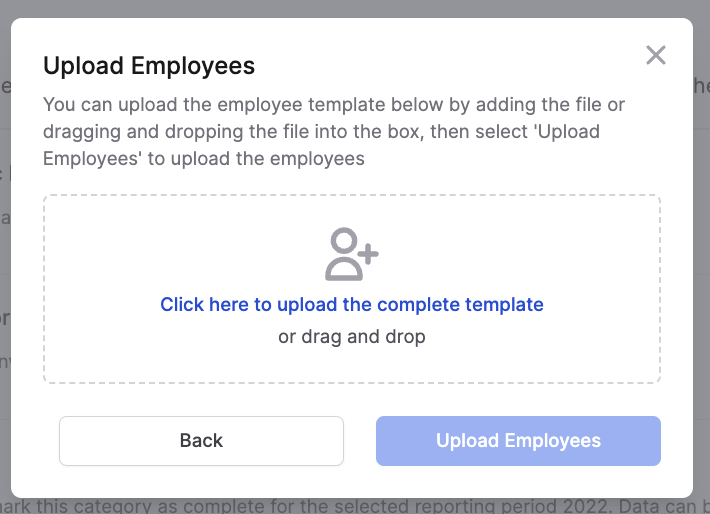 Upload Employees
You can upload the employee template below by adding the file or
dragging and dropping the file into the box, then select 'Upload
Employees' to upload the employees
Click here to upload the complete template
or drag and drop
Back
Upload Employees
mark this category as complete for the selected reporting period 2022. Data can b